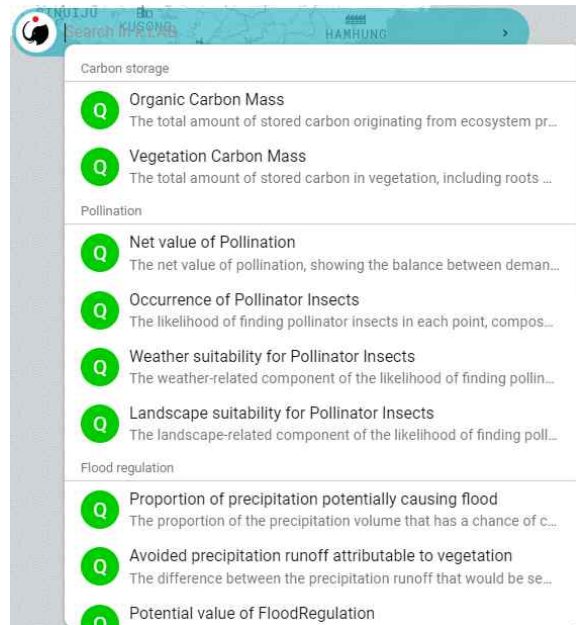 KUSONG
Search in k.LAB
HAMHUNG
Carbon storage
Q
Organic Carbon Mass
The total amount of stored carbon originating from ecosystem pr...
Q
Vegetation Carbon Mass
The total amount of stored carbon in vegetation, including roots ...
Pollination
Q
Net value of Pollination
The net value of pollination, showing the balance between deman...
Q
Occurrence of Pollinator Insects
The likelihood of finding pollinator insects in each point, compos...
Q
Weather suitability for Pollinator Insects
The weather-related component of the likelihood of finding pollin...
Q
Landscape suitability for Pollinator Insects
The landscape-related component of the likelihood of finding poll...
Flood regulation
Q
Proportion of precipitation potentially causing flood
The proportion of the precipitation volume that has a chance of c...
Q
Avoided precipitation runoff attributable to vegetation
The difference between the precipitation runoff that would be se...
Q
Potential value of FloodRegulation